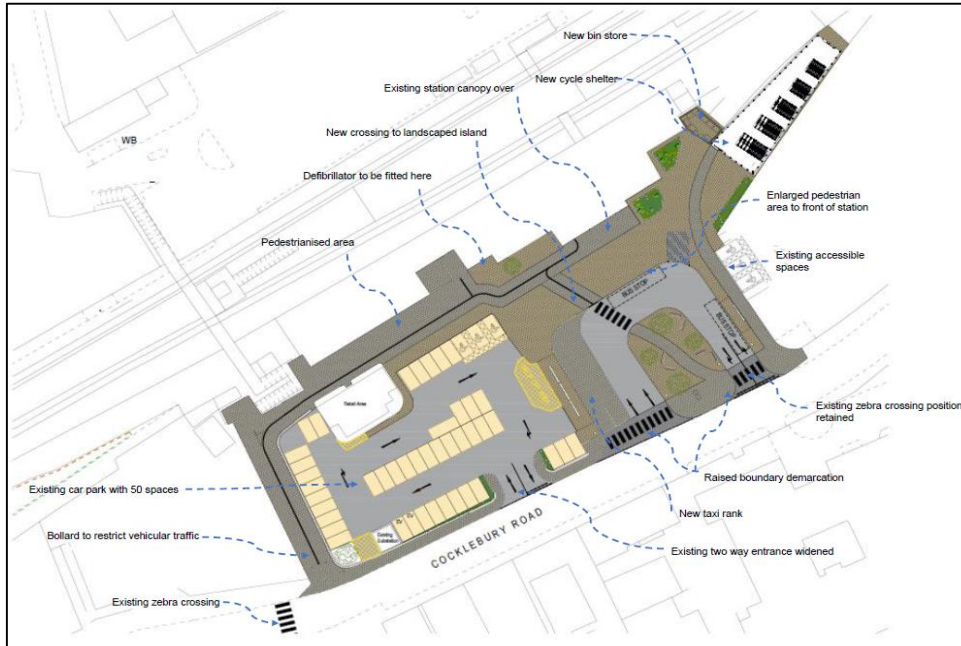 New bin store
New cycle shelter
Existing station canopy over
New crossing to landscaped island
Defibrillator to be fitted here
WB
Pedestrianised area
Enlarged pedestrian
area to front of station
Existing accessible
spaces
BUS STOP
BUS STOP
Retail Area
Existing zebra crossing position
retained
Raised boundary demarcation
New taxi rank
Existing two way entrance widened
Existing car park with 50 spaces
Bollard to restrict vehicular traffic
Existing
Substation
COCKLEBURY ROAD
Existing zebra crossing